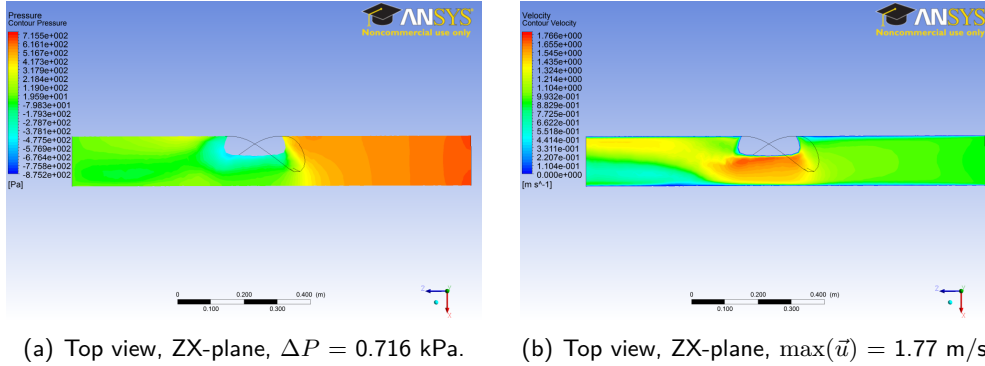 Pressure
Contour Pressure
7.155e+002
6.161e+002
5.167e+002
4.179e+002
2.184e+002
1.190e+002
1.959e+001
-7.983e+001
-1.793e+002
-3.781e+002
-4.775e+002
-5.769e+002
-6.764e+002
-7.758e+002
-8.752e+002
[Pa]
ANSYS
Noncommercial use only
0 0.200 0.400 (m)
0.100 0.300
Z
X
Velocity
Contour Velocity
1.766e+000
1.655e+000
1.545e+000
1.435e+000
1.324e+000
1.214e+000
1.104e+000
9.932e-001
8.829e-001
7.725e-001
6.622e-001
5.518e-001
4.414e-001
3.311e-001
2.207e-001
1.104e-001
0.000e+000
[m s^-1]
ANSYS
Noncommercial use only
0 0.200 0.400 (m)
0.100 0.300
Z
X
(a) Top view, ZX-plane, ΔP = 0.716 kPa.
(b) Top view, ZX-plane, max(u⃗) = 1.77 m/s